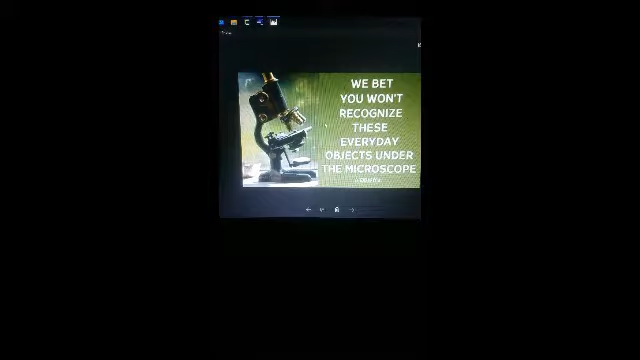 WE BET
YOU WON'T
RECOGNIZE
THESE
EVERYDAY
OBJECTS UNDER
THE MICROSCOPE